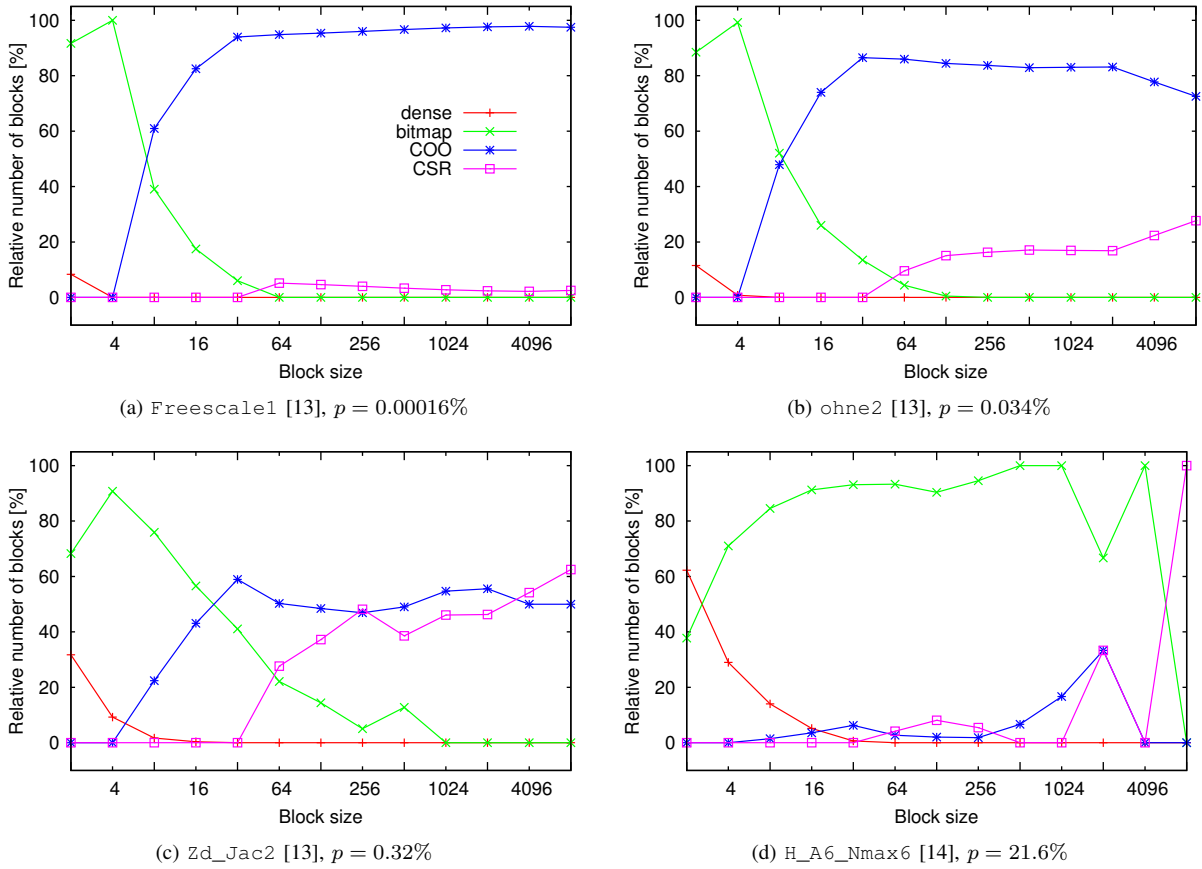 100
80
60
40
20
0
Relative number of blocks [%]
dense
bitmap
COO
CSR
4 16 64 256 1024 4096
Block size
(a) Freescale1 [13], p = 0.00016%
100
80
60
40
20
0
Relative number of blocks [%]
4 16 64 256 1024 4096
Block size
(b) ohne2 [13], p = 0.034%
100
80
60
40
20
0
Relative number of blocks [%]
4 16 64 256 1024 4096
Block size
(c) Zd_Jac2 [13], p = 0.32%
100
80
60
40
20
0
Relative number of blocks [%]
4 16 64 256 1024 4096
Block size
(d) H_A6_Nmax6 [14], p = 21.6%